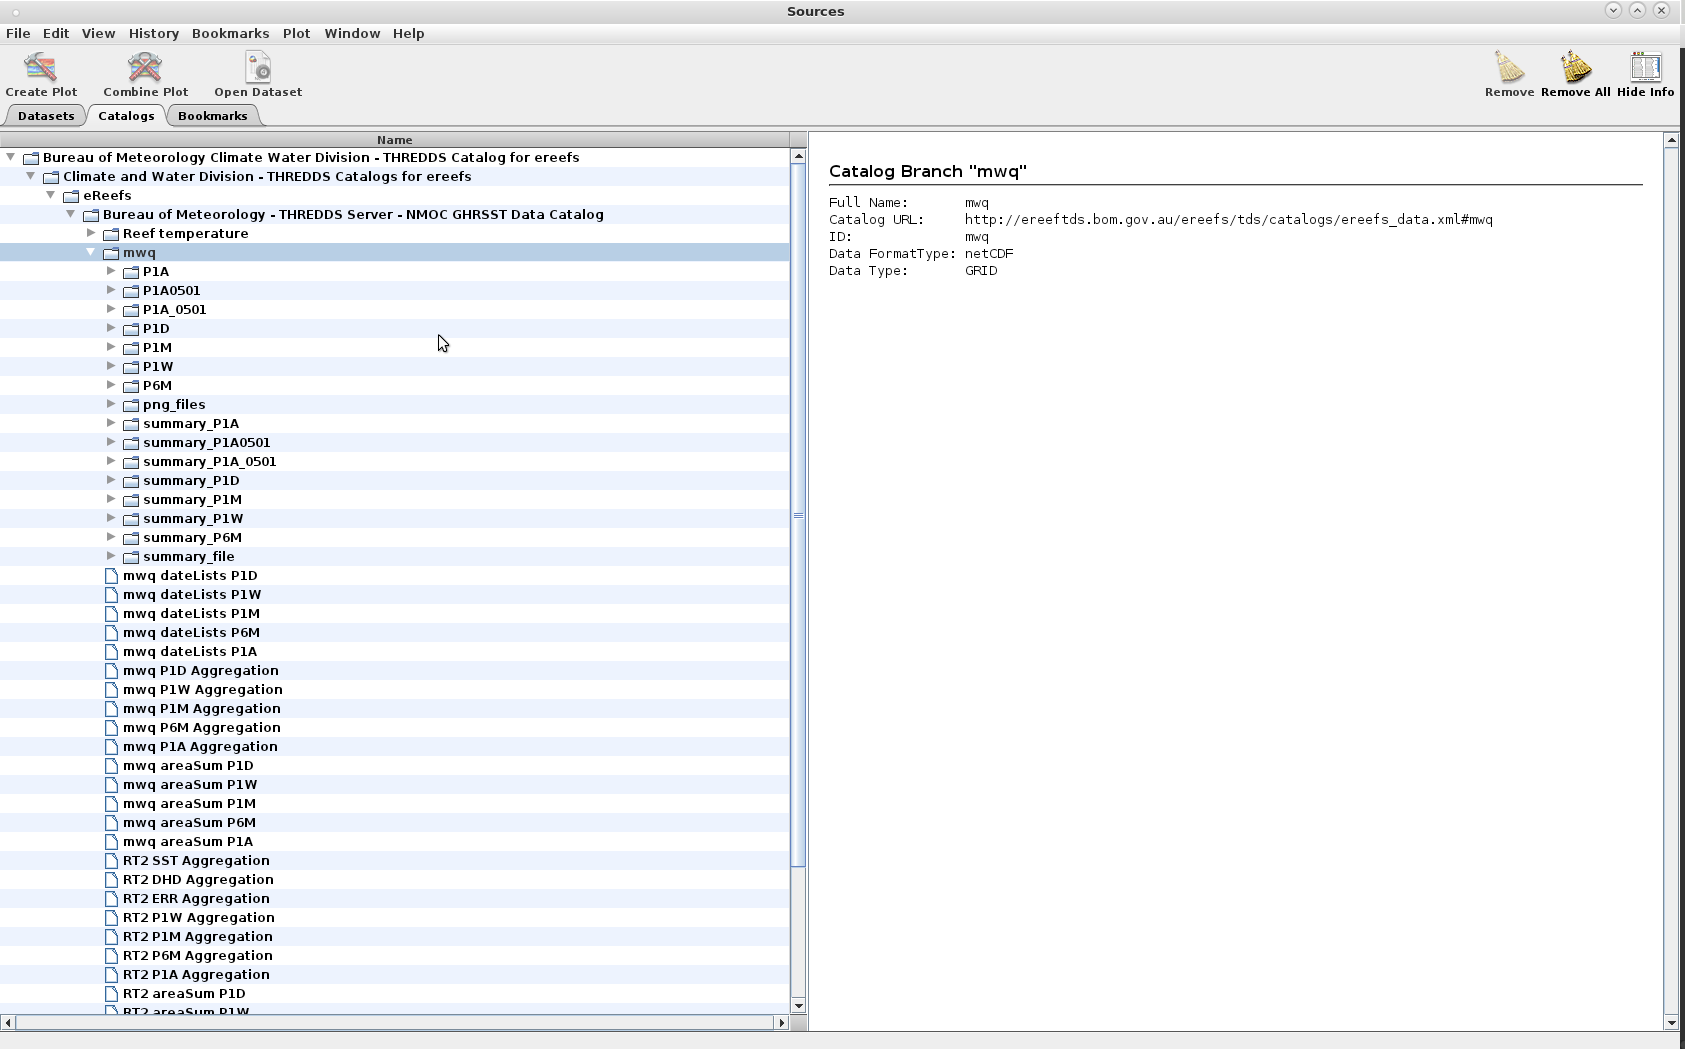 Sources
File Edit View History Bookmarks Plot Window Help
Create Plot Combine Plot Open Dataset Remove Remove All Hide Info
Datasets Catalogs Bookmarks
Name
Bureau of Meteorology Climate Water Division - THREDDS Catalog for ereefs
Climate and Water Division - THREDDS Catalogs for ereefs
eReefs
Bureau of Meteorology - THREDDS Server - NMOC GHRSST Data Catalog
Reef temperature
mwq
P1A
P1A0501
P1A_0501
P1D
P1M
P1W
P6M
png_files
summary_P1A
summary_P1A0501
summary_P1A_0501
summary_P1D
summary_P1M
summary_P1W
summary_P6M
summary_file
mwq dateLists P1D
mwq dateLists P1W
mwq dateLists P1M
mwq dateLists P6M
mwq dateLists P1A
mwq P1D Aggregation
mwq P1W Aggregation
mwq P1M Aggregation
mwq P6M Aggregation
mwq P1A Aggregation
mwq areaSum P1D
mwq areaSum P1W
mwq areaSum P1M
mwq areaSum P6M
mwq areaSum P1A
RT2 SST Aggregation
RT2 DHD Aggregation
RT2 ERR Aggregation
RT2 P1W Aggregation
RT2 P1M Aggregation
RT2 P6M Aggregation
RT2 P1A Aggregation
RT2 areaSum P1D
RT2 areaSum P1W
Catalog Branch "mwq"
Full Name: mwq
Catalog URL: http://ereeftds.bom.gov.au/ereefs/tds/catalogs/ereefs_data.xml#mwq
ID: mwq
Data FormatType: netCDF
Data Type: GRID